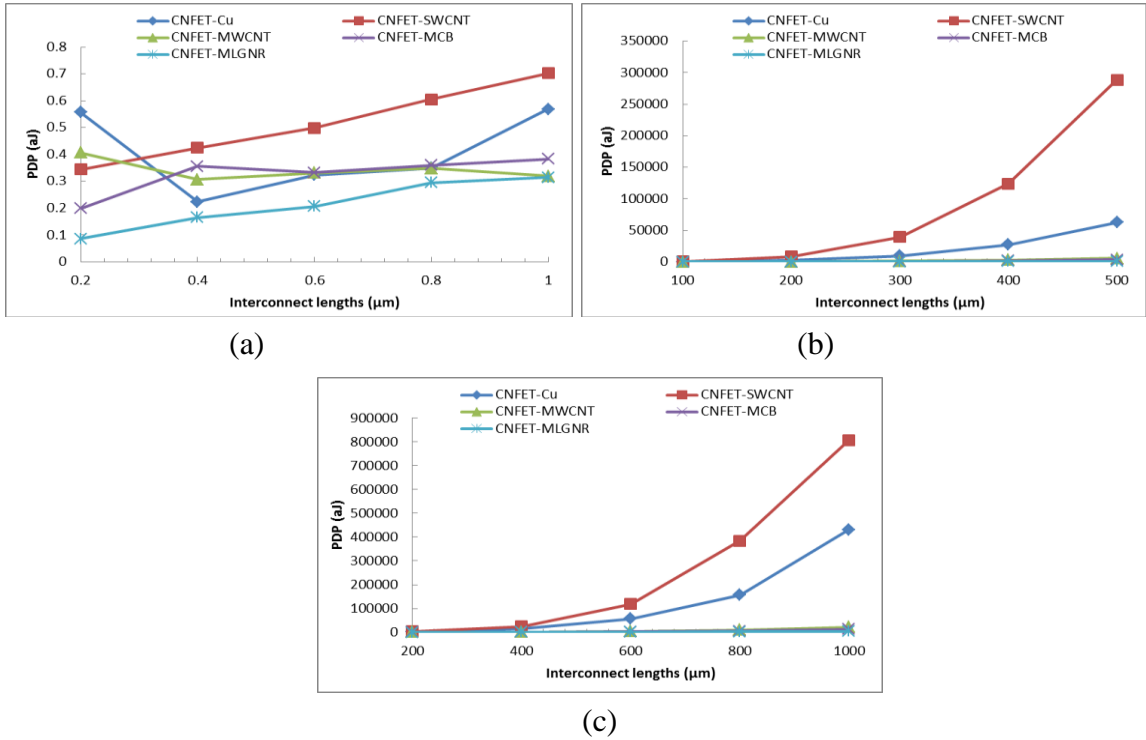 CNFET-Cu CNFET-SWCNT
CNFET-MWCNT CNFET-MCB
CNFET-MLGNR
0.8
0.7
0.6
0.5
0.4
0.3
0.2
0.1
0
PDP (aJ)
0.2 0.4 0.6 0.8 1
Interconnect lengths (µm)
(a)
CNFET-Cu CNFET-SWCNT
CNFET-MWCNT CNFET-MCB
CNFET-MLGNR
350000
300000
250000
200000
150000
100000
50000
0
PDP (aJ)
100 200 300 400 500
Interconnect lengths (µm)
(b)
CNFET-Cu CNFET-SWCNT
CNFET-MWCNT CNFET-MCB
CNFET-MLGNR
900000
800000
700000
600000
500000
400000
300000
200000
100000
0
PDP (aJ)
200 400 600 800 1000
Interconnect lengths (µm)
(c)